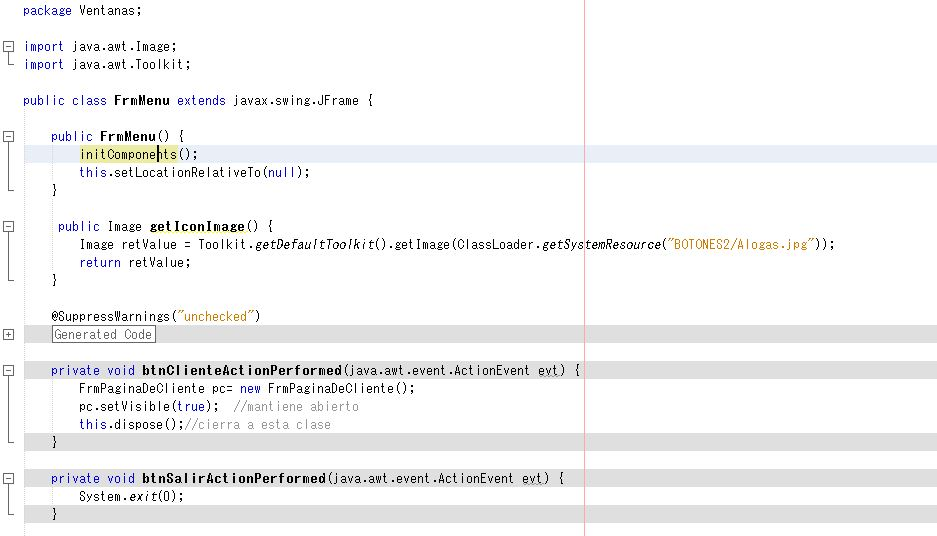 package Ventanas;
import java.awt.Image;
import java.awt.Toolkit;
public class FrmMenu extends javax.swing.JFrame {
public FrmMenu() {
initComponents();
this.setLocationRelativeTo(null);
}
public Image getIconImage() {
Image retValue = Toolkit.getDefaultToolkit().getImage(ClassLoader.getSystemResource("BOTONES2/Alogas.jpg"));
return retValue;
}
@SuppressWarnings("unchecked")
Generated Code
private void btnClienteActionPerformed(java.awt.event.ActionEvent evt) {
FrmPaginaDeCliente pc= new FrmPaginaDeCliente();
pc.setVisible(true);  //mantiene abierto
this.dispose();//cierra a esta clase
}
private void btnSalirActionPerformed(java.awt.event.ActionEvent evt) {
System.exit(0);
}